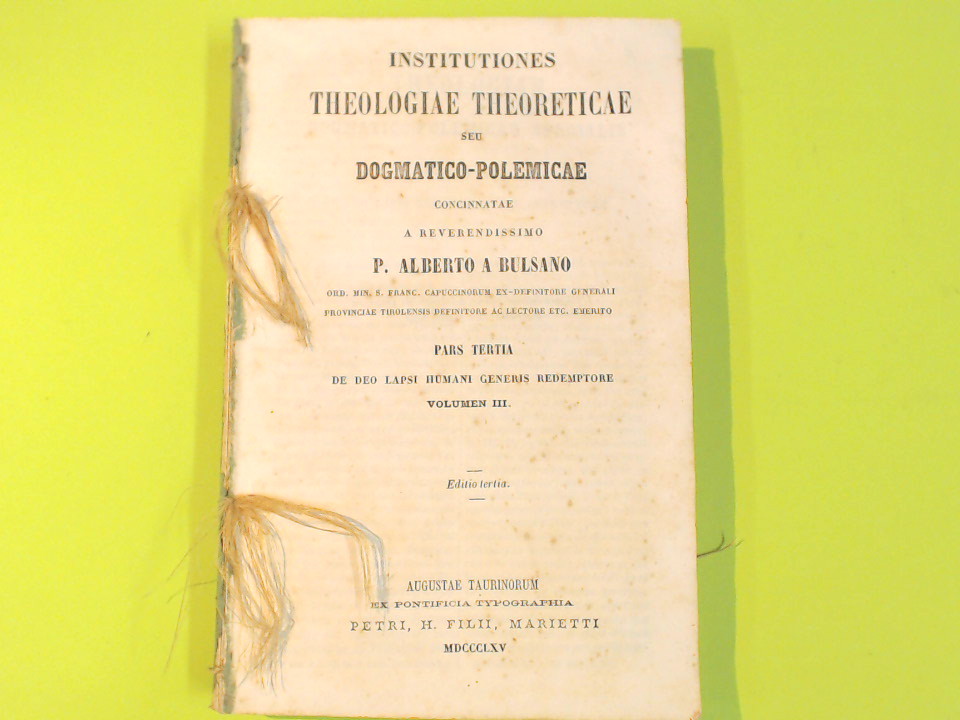 INSTITUTIONES
THEOLOGIAE THEORETICAE
SEU
DOGMATICO-POLEMICAE
CONCINNATAE
A REVERENDISSIMO
P. ALBERTO A BULSANO
ORD. MIN. S. FRANC. CAPUCCINORUM EX-DEFINITORE GENERALI
PROVINCIAE TIROLENSIS DEFINITORE AC LECTORE ETC. EMERITO
PARS TERTIA
DE DEO LAPSI HUMANI GENERIS REDEMPTORE
VOLUMEN III.
Editio tertia.
AUGUSTAE TAURINORUM
EX PONTIFICIA TYPOGRAPHIA
PETRI, H. FILII, MARIETTI
MDCCCLXV